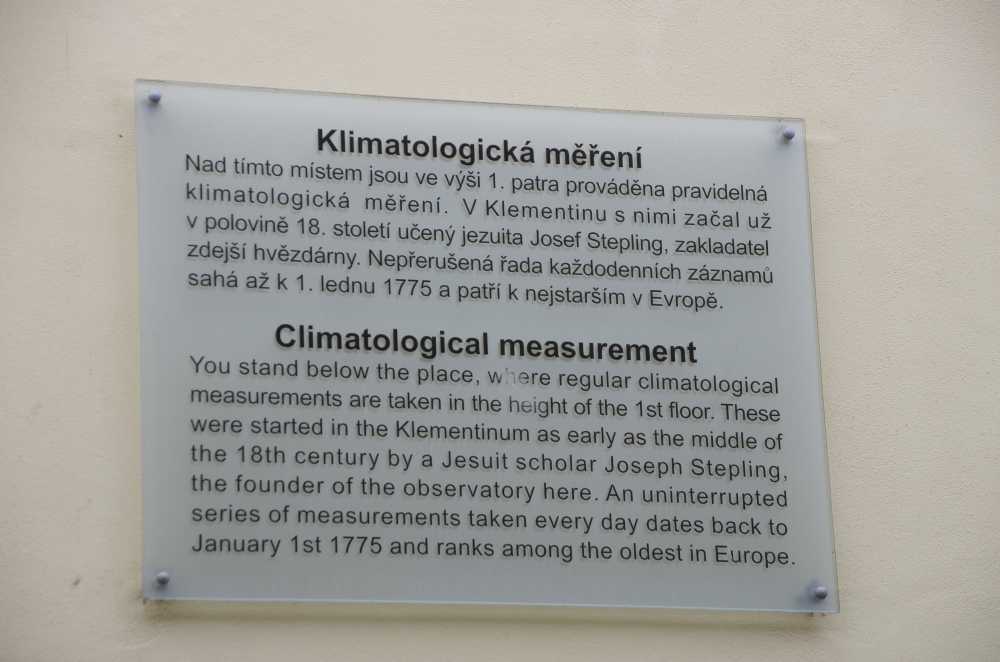 Klimatologická měření
Nad tímto místem jsou ve výši 1. patra prováděna pravidelná
klimatologická měření. V Klementinu s nimi začal už
v polovině 18. století učený jezuita Josef Stepling, zakladatel
zdejší hvězdárny. Nepřerušená řada každodenních záznamů
sahá až k 1. lednu 1775 a patří k nejstarším v Evropě.
Climatological measurement
You stand below the place, where regular climatological
measurements are taken in the height of the 1st floor. These
were started in the Klementinum as early as the middle of
the 18th century by a Jesuit scholar Joseph Stepling,
the founder of the observatory here. An uninterrupted
series of measurements taken every day dates back to
January 1st 1775 and ranks among the oldest in Europe.